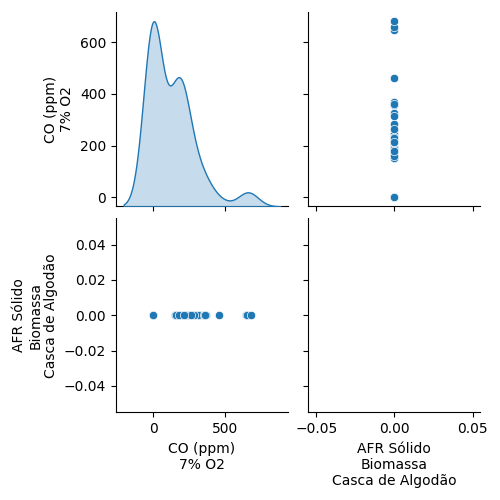 CO (ppm)
7% O2
600
400
200
0
AFR Sólido
Biomassa
Casca de Algodão
0.04
0.02
0.00
−0.02
−0.04
0
500
CO (ppm)
7% O2
−0.05
0.00
0.05
AFR Sólido
Biomassa
Casca de Algodão